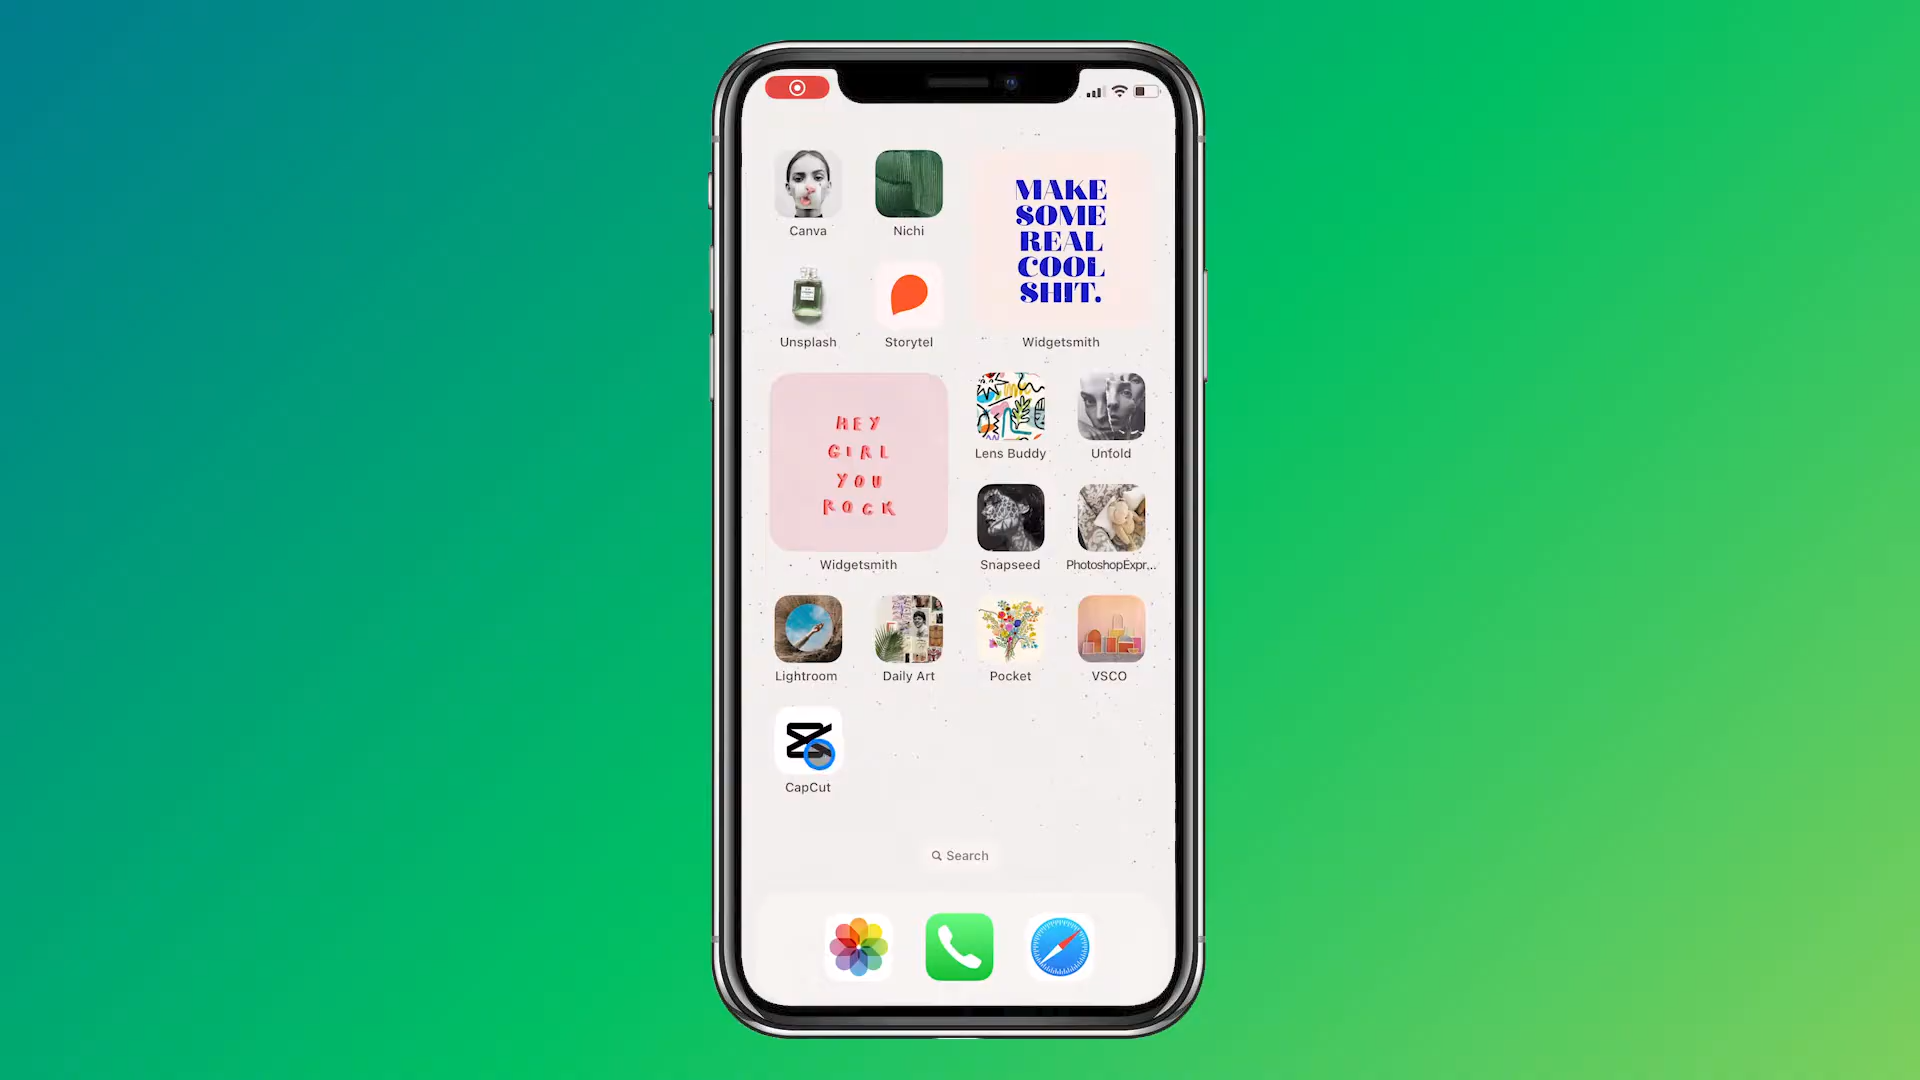 Canva
Nichi
MAKE
SOME
REAL
COOL
SHIT.
Unsplash
Storytel
Widgetsmith
HEY
GIRL
YOU
ROCK
Lens Buddy
Unfold
Widgetsmith
Snapseed
PhotoshopExpr...
Lightroom
Daily Art
Pocket
VSCO
CapCut
Search